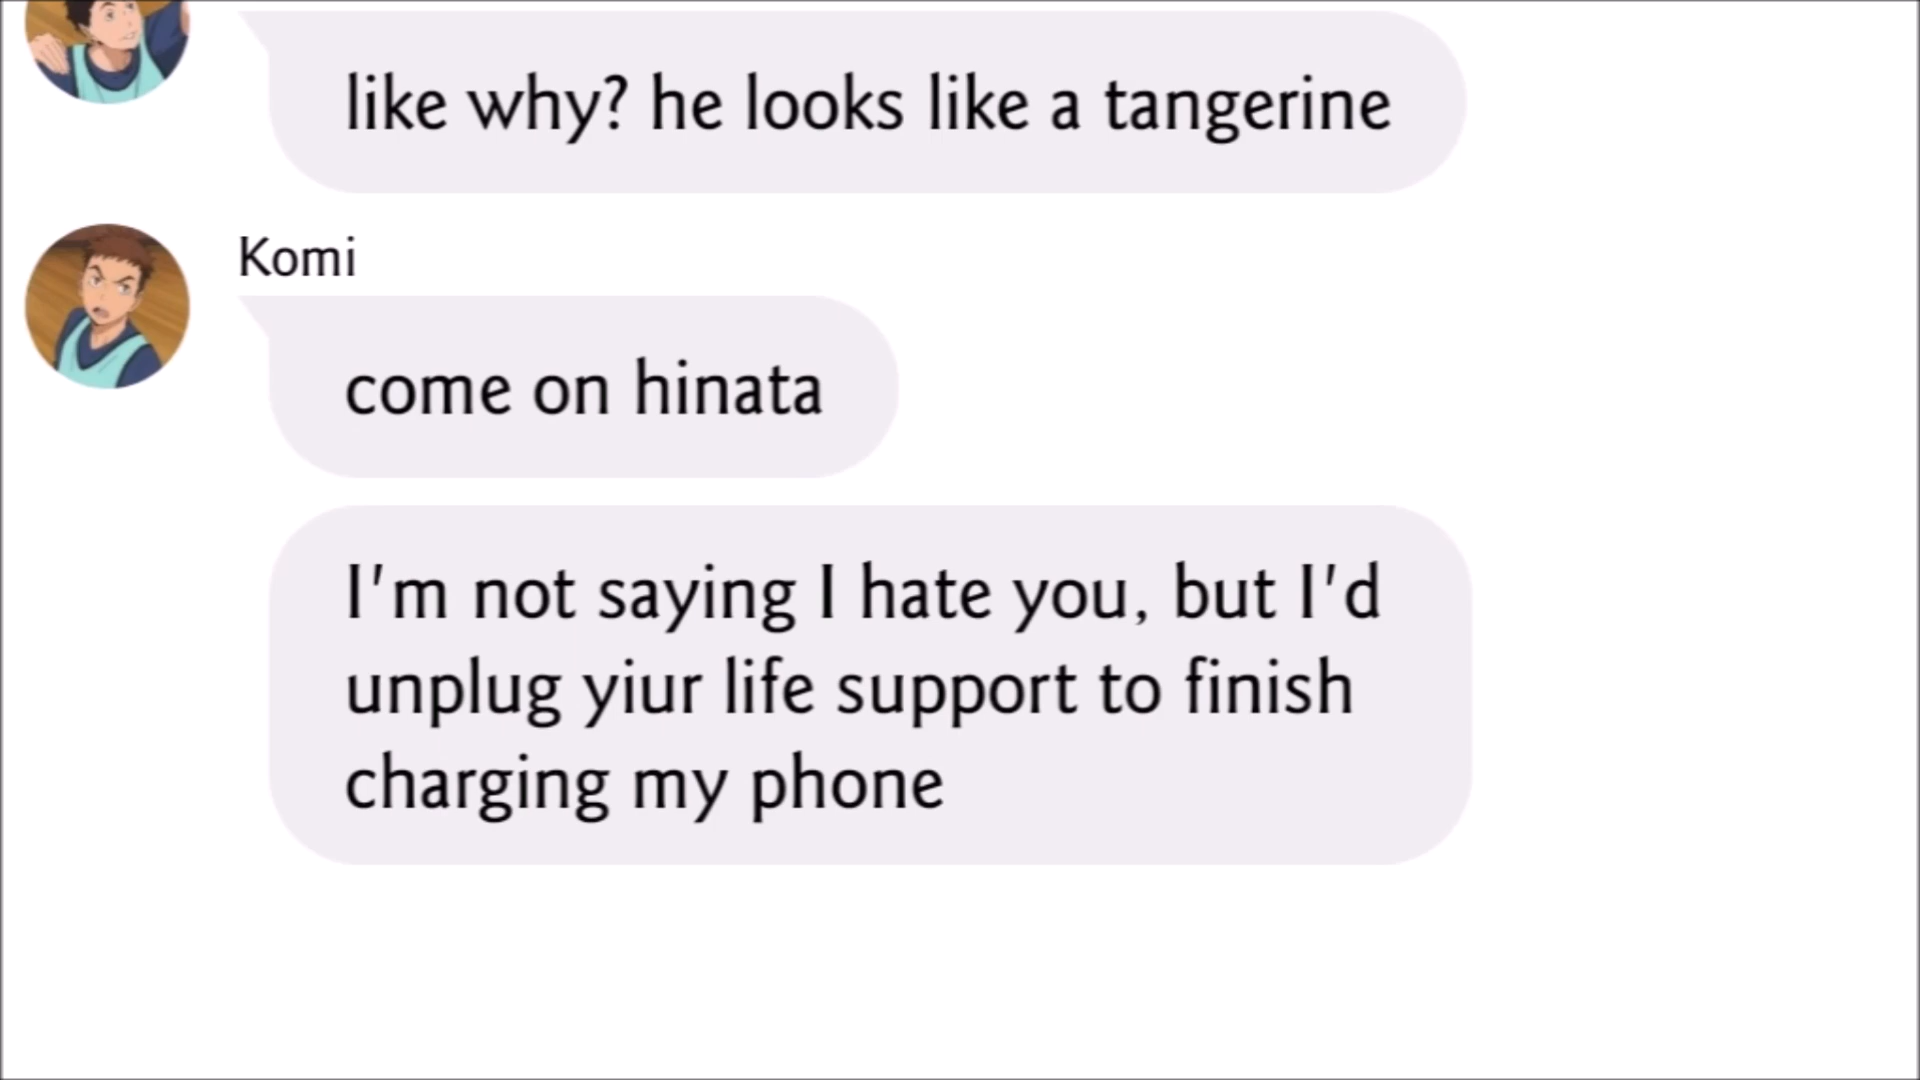 like why? he looks like a tangerine
Komi
come on hinata
I'm not saying I hate you, but I'd
unplug yiur life support to finish
charging my phone